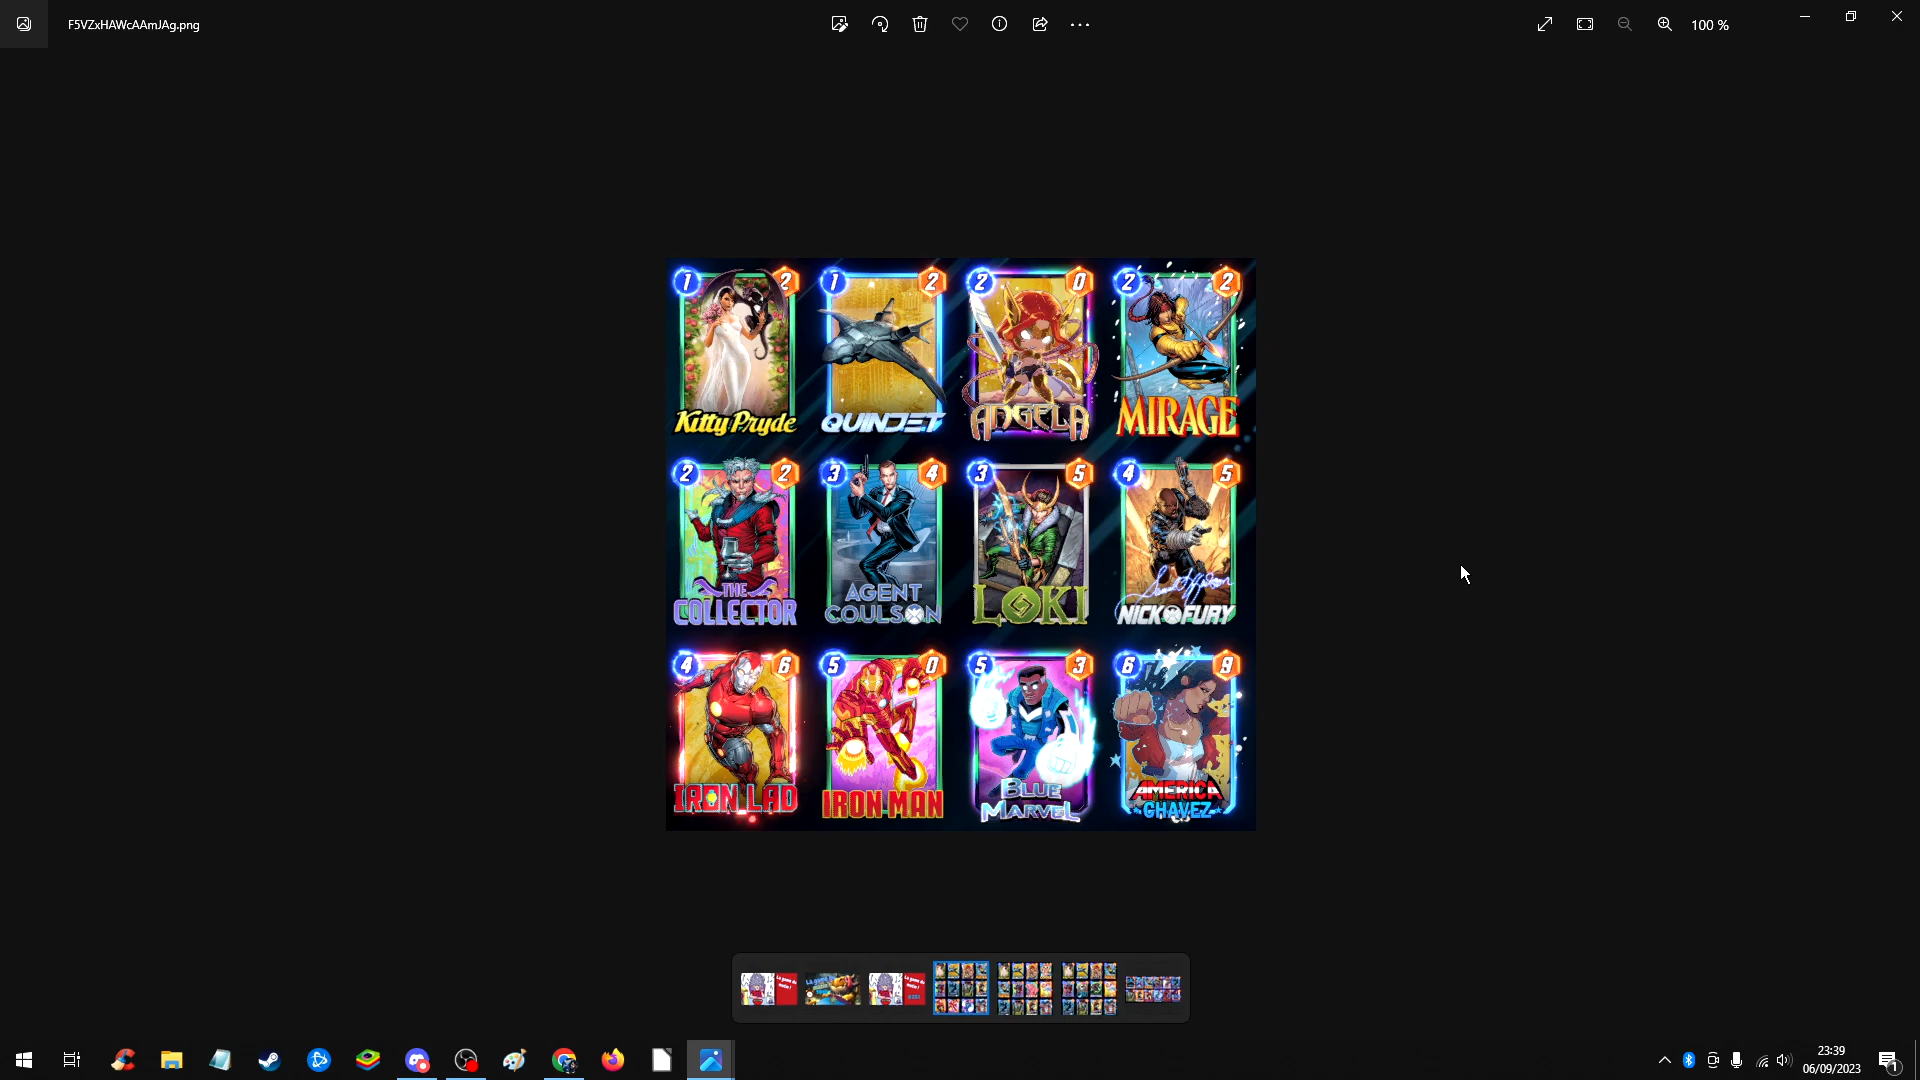 F5VZxHAWcAAmJAg.png
100 %
1 ? 1 2 2 0 2 2
Kitty Pryde QUINJET ANGELA MIRAGE
2 2 3 4 3 5 4 5
THE COLLECTOR AGENT COULSON LOKI NICK FURY
4 6 5 0 5 3 6 9
IRON LAD IRON MAN BLUE MARVEL AMERICA CHAVEZ
23:39
06/09/2023
1